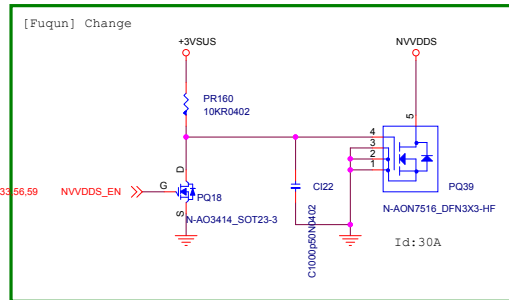 [Fuqun] Change
+3VSUS
NVVDDS
PR160
10KR0402
5
4
3
2
1
D
G
S
33,56,59
NVVDDS_EN
PQ18
N-AO3414_SOT23-3
CI22
C1000p50N0402
PQ39
N-AON7516_DFN3X3-HF
Id:30A